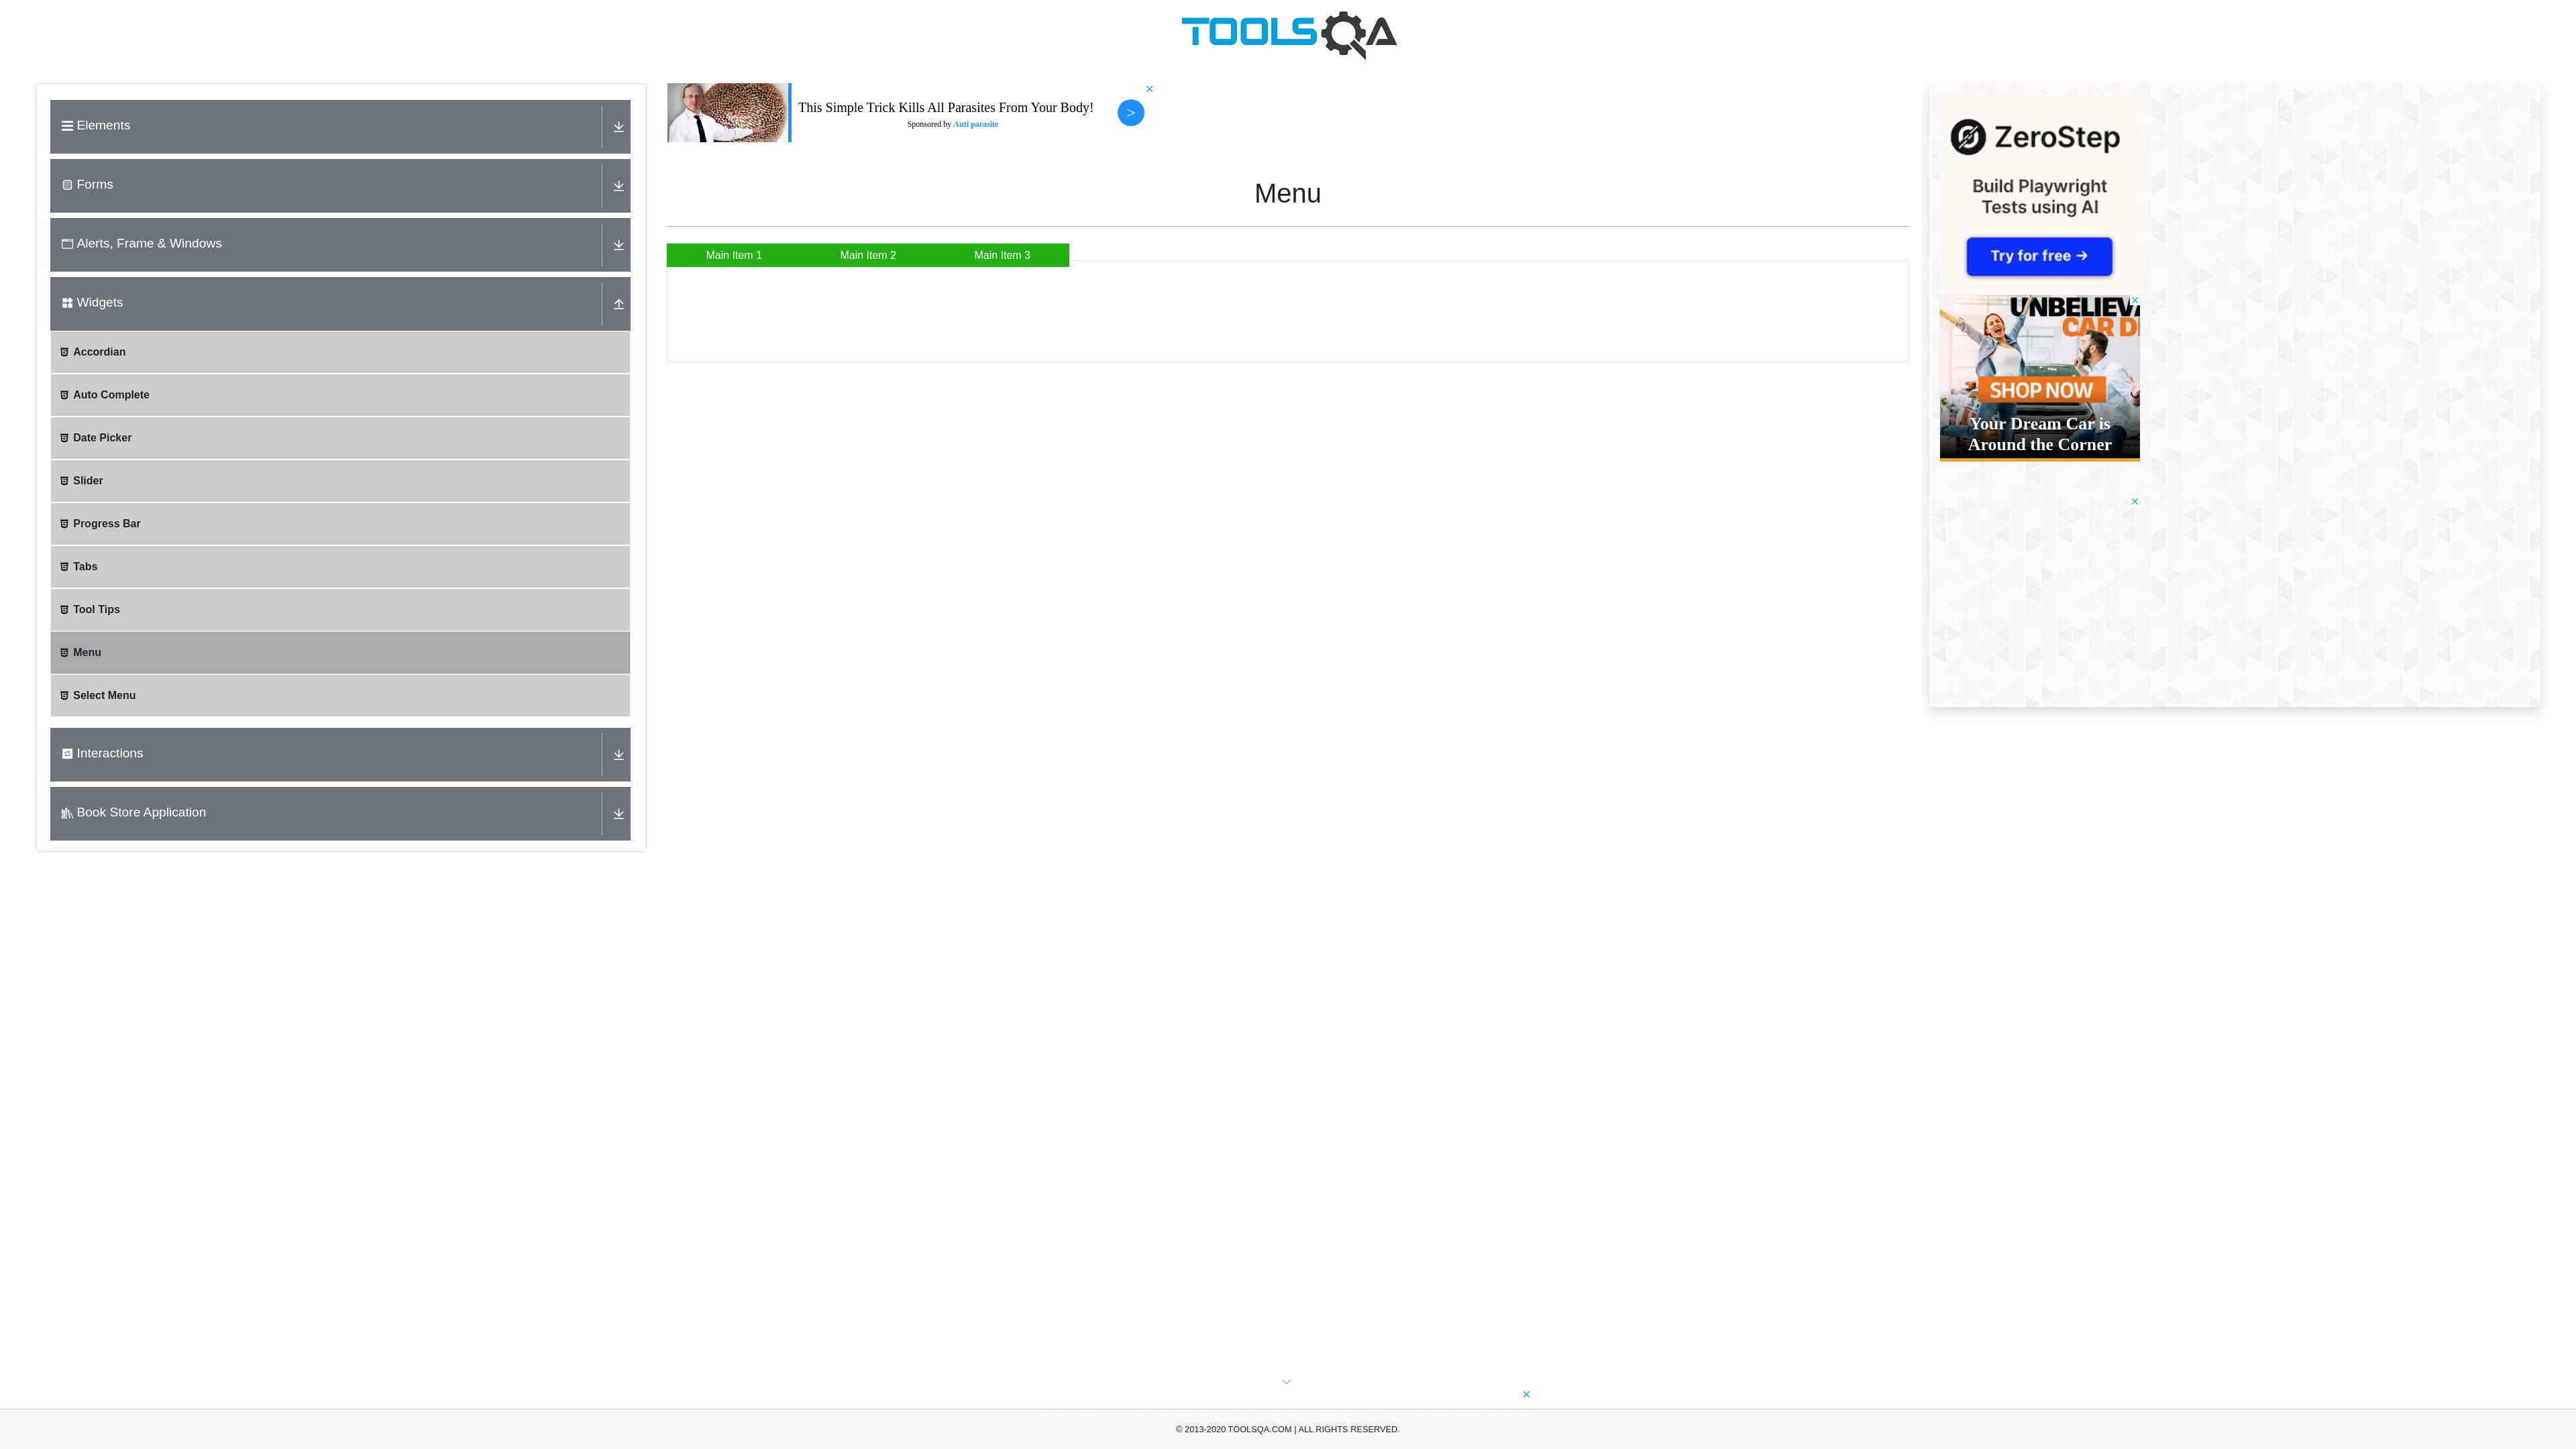 TOOLSQA
Elements
Forms
Alerts, Frame & Windows
Widgets
Accordian
Auto Complete
Date Picker
Slider
Progress Bar
Tabs
Tool Tips
Menu
Select Menu
Interactions
Book Store Application
This Simple Trick Kills All Parasites From Your Body!
Sponsored by Anti parasite
>
Menu
Main Item 1
Main Item 2
Main Item 3
ZeroStep
Build Playwright
Tests using AI
Try for free →
CAR D
SHOP NOW
Your Dream Car is
Around the Corner
© 2013-2020 TOOLSQA.COM | ALL RIGHTS RESERVED.